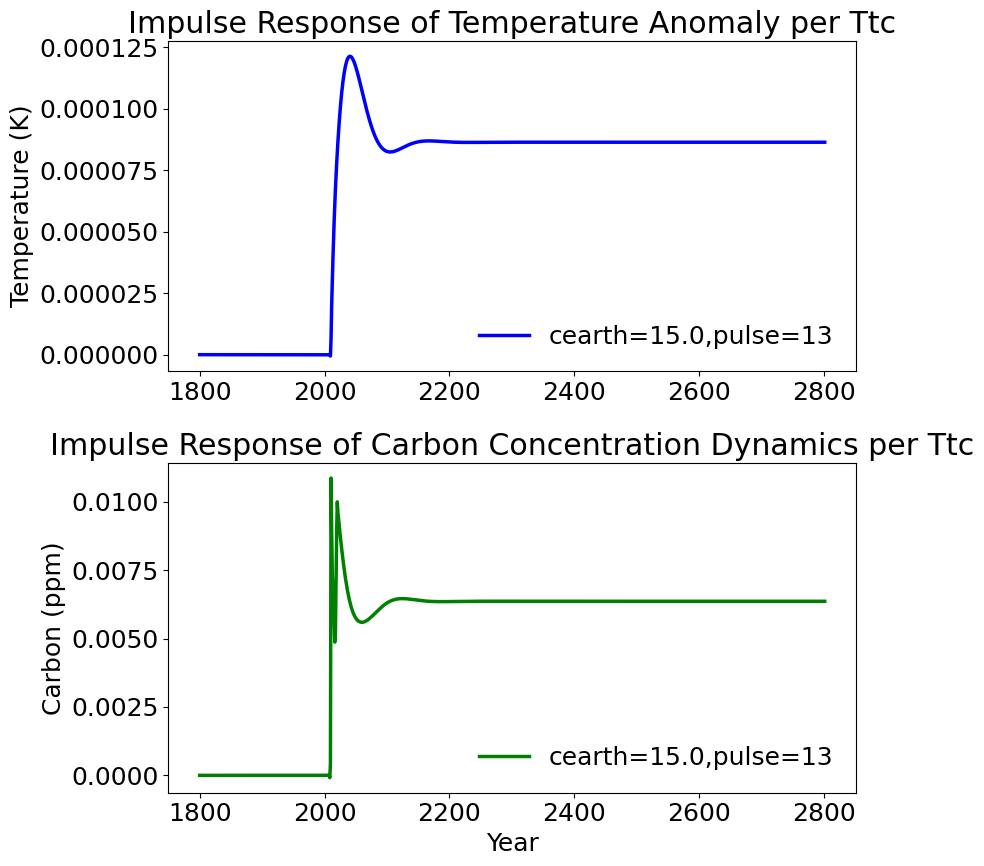 Impulse Response of Temperature Anomaly per Ttc
0.000125
0.000100
0.000075
0.000050
0.000025
0.000000
Temperature (K)
cearth=15.0,pulse=13
1800 2000 2200 2400 2600 2800
Impulse Response of Carbon Concentration Dynamics per Ttc
0.0100
0.0075
0.0050
0.0025
0.0000
Carbon (ppm)
cearth=15.0,pulse=13
1800 2000 2200 2400 2600 2800
Year